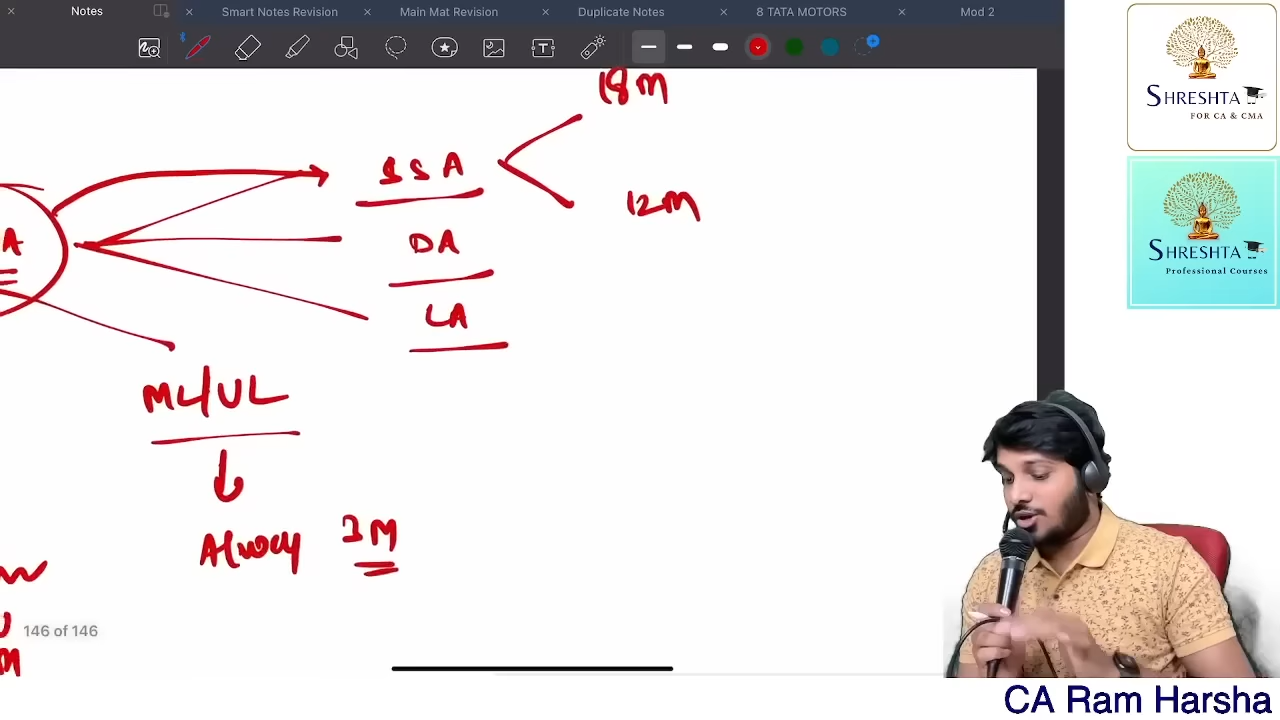 Notes
Smart Notes Revision
Main Mat Revision
Duplicate Notes
8 TATA MOTORS
Mod 2
18M
SSA
12M
A
DA
LA
ML/UL
Always 3M
M
146 of 146
SHRESHTA
FOR CA & CMA
SHRESHTA
Professional Courses
CA Ram Harsha